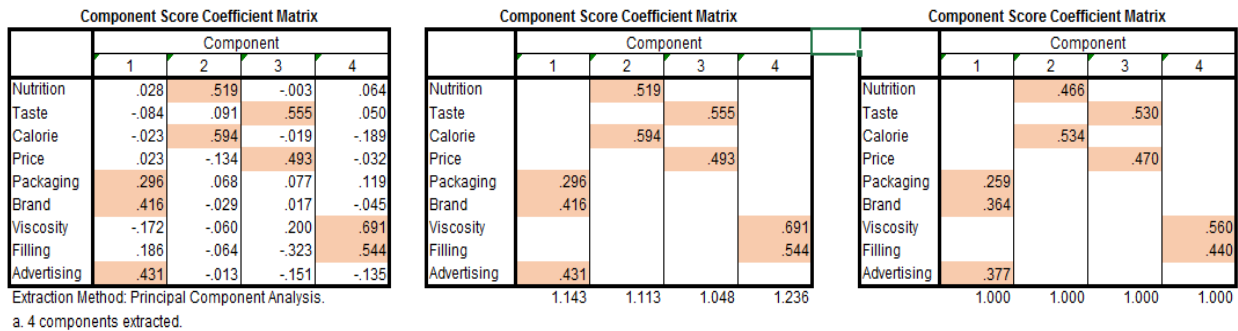 Component Score Coefficient Matrix
Component
1 2 3 4
Nutrition .028 .519 -.003 .064
Taste -.084 .091 .555 .050
Calorie -.023 .594 -.019 -.189
Price .023 -.134 .493 -.032
Packaging .296 .068 .077 .119
Brand .416 -.029 .017 -.045
Viscosity -.172 -.060 .200 .691
Filling .186 -.064 -.323 .544
Advertising .431 -.013 -.151 -.135
Extraction Method: Principal Component Analysis.
a. 4 components extracted.
Component Score Coefficient Matrix
Component
1 2 3 4
Nutrition .519
Taste .555
Calorie .594
Price .493
Packaging .296
Brand .416
Viscosity .691
Filling .544
Advertising .431
1.143 1.113 1.048 1.236
Component Score Coefficient Matrix
Component
1 2 3 4
Nutrition .466
Taste .530
Calorie .534
Price .470
Packaging .259
Brand .364
Viscosity .560
Filling .440
Advertising .377
1.000 1.000 1.000 1.000